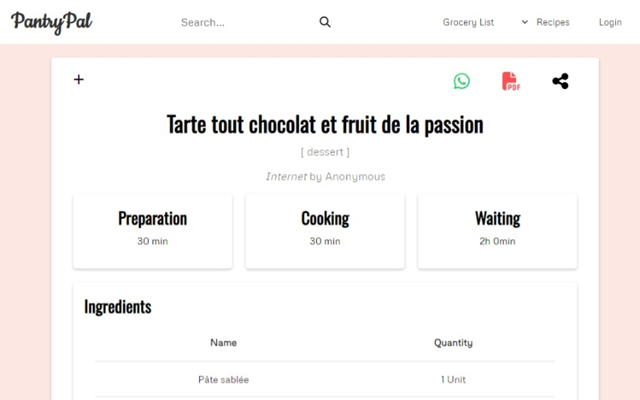 PantryPal
Search...
Grocery List
Recipes
Login
PDF
Tarte tout chocolat et fruit de la passion
[ dessert ]
Internet by Anonymous
Preparation
30 min
Cooking
30 min
Waiting
2h 0min
Ingredients
Name Quantity
Pâte sablée 1 Unit